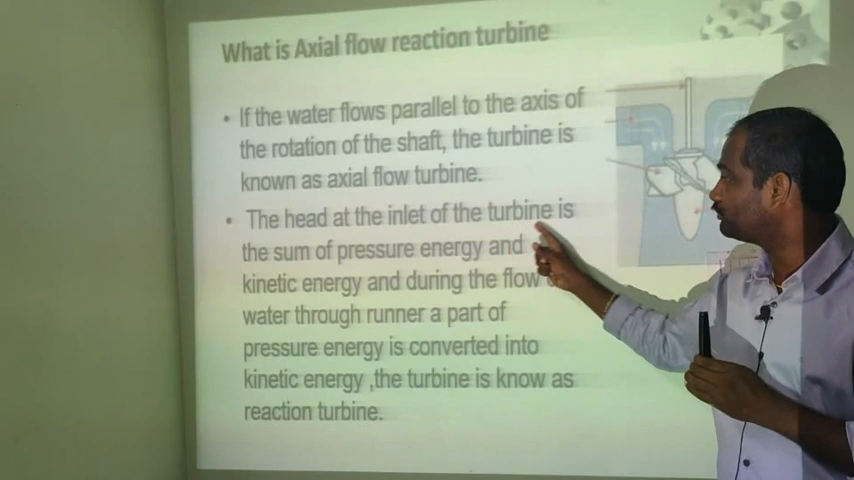 What is Axial flow reaction turbine
• If the water flows parallel to the axis of
the rotation of the shaft, the turbine is
known as axial flow turbine.
• The head at the inlet of the turbine is
the sum of pressure energy and
kinetic energy and during the flow
water through runner a part of
pressure energy is converted into
kinetic energy ,the turbine is know as
reaction turbine.